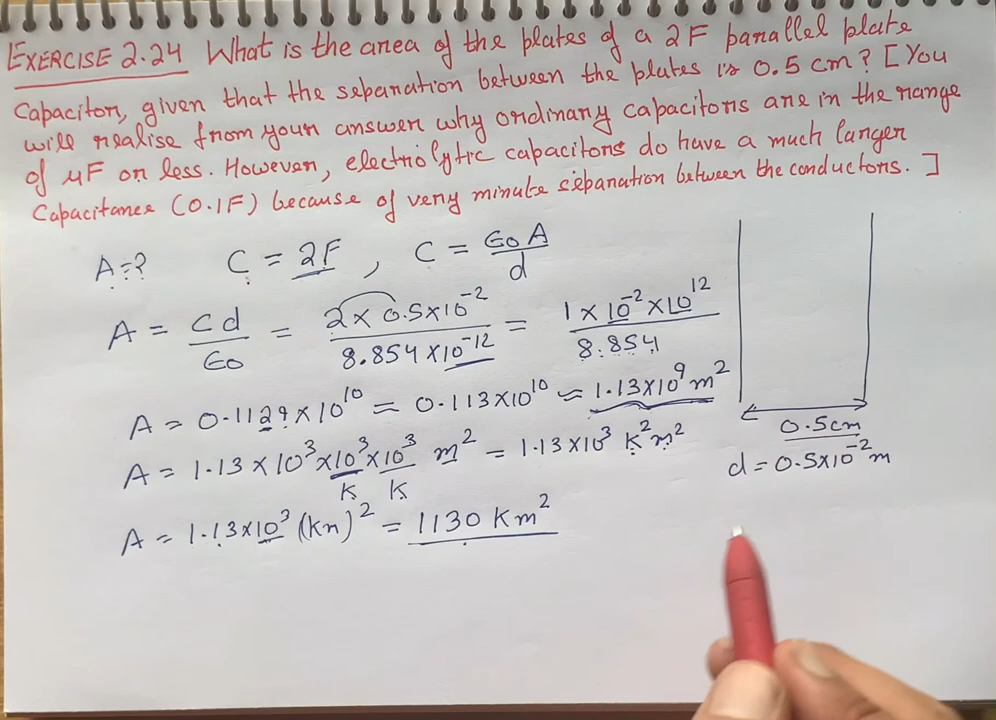 EXERCISE 2.24 What is the area of the plates of a 2F parallel plate
Capacitor, given that the separation between the plates is 0.5 cm? [You
will realise from your answer why ordinary capacitors are in the range
of μF or less. However, electrolytic capacitors do have a much larger
Capacitance (0.1F) because of very minute separation between the conductors.]
A=? C = 2F, C = ϵ0 A / d
A = Cd / ϵ0 = 2 × 0.5×10⁻² / 8.854×10⁻¹² = 1×10⁻²×10¹² / 8.854
A = 0.1129×10¹⁰ = 0.113×10¹⁰ ≈ 1.13×10⁹ m²
0.5cm
A = 1.13×10³×10³×10³ m² = 1.13×10³ k²m²
d = 0.5×10⁻² m
K K
A = 1.13×10³ (Km)² = 1130 Km²